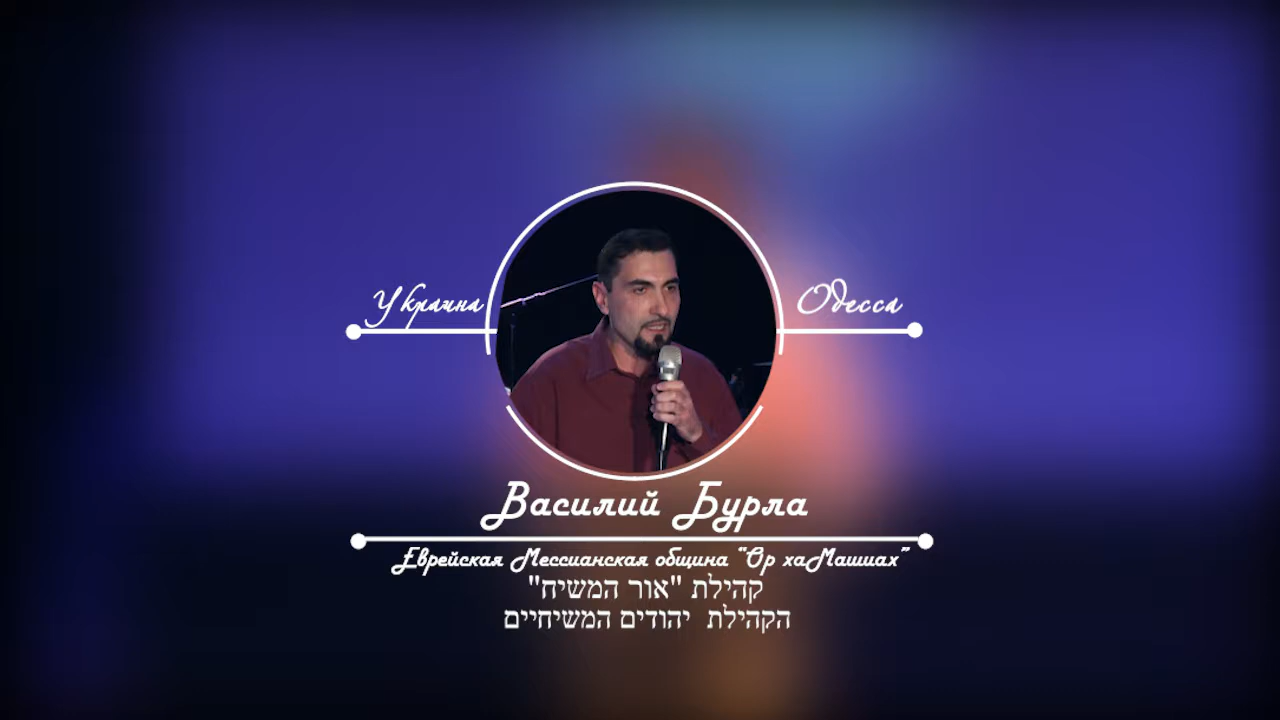 Украина
Одесса
Василий Бурла
Еврейская Мессианская община “Ор хаМашиах”
קהילת "אור המשיח"
הקהילת יהודים המשיחיים